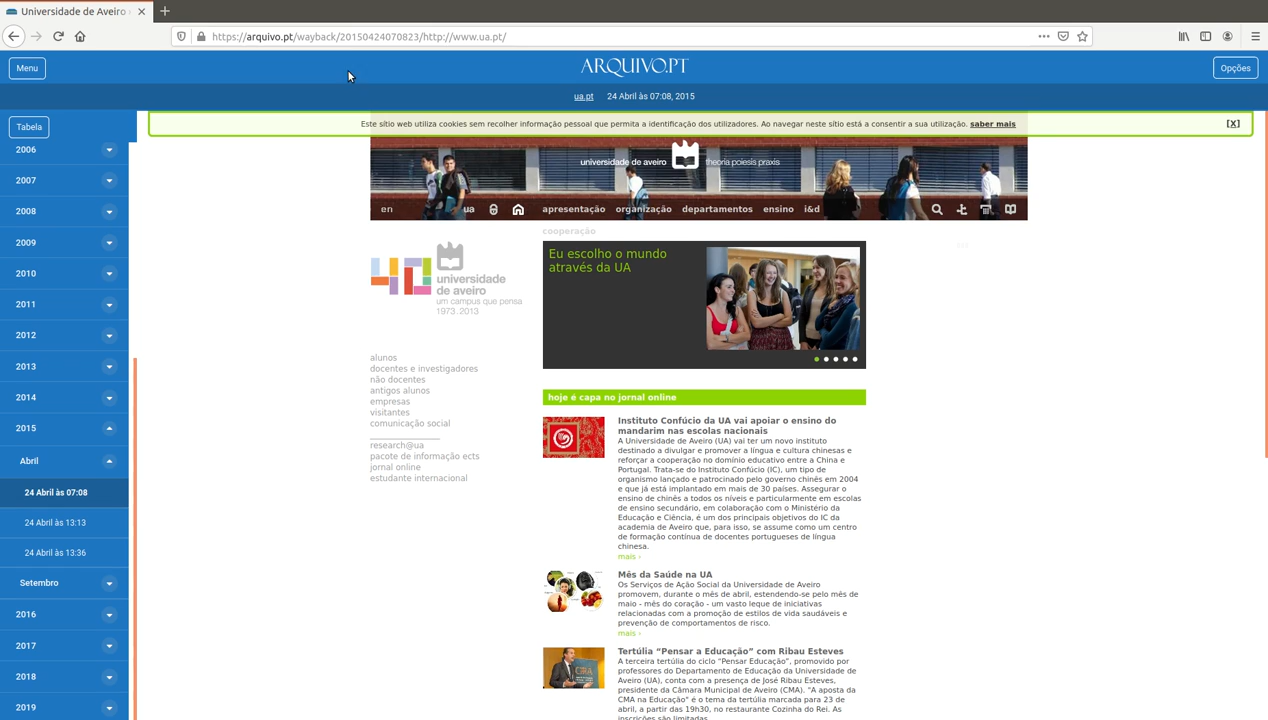 Universidade de Aveiro
https://arquivo.pt/wayback/20150424070823/http://www.ua.pt/
Menu
ARQUIVO.PT
Opções
ua.pt 24 Abril às 07:08, 2015
Tabela
2006
2007
2008
2009
2010
2011
2012
2013
2014
2015
Abril
24 Abril às 07:08
24 Abril às 13:13
24 Abril às 13:36
Setembro
2016
2017
2018
2019
Este sítio web utiliza cookies sem recolher informação pessoal que permita a identificação dos utilizadores. Ao navegar neste sítio está a consentir a sua utilização. saber mais
[X]
universidade de aveiro theoria poiesis praxis
en ua apresentação organização departamentos ensino i&d
cooperação
40 universidade
de aveiro
um campus que pensa
1973.2013
alunos
docentes e investigadores
não docentes
antigos alunos
empresas
visitantes
comunicação social
research@ua
pacote de informação ects
jornal online
estudante internacional
Eu escolho o mundo
através da UA
hoje é capa no jornal online
Instituto Confúcio da UA vai apoiar o ensino do
mandarim nas escolas nacionais
A Universidade de Aveiro (UA) vai ter um novo instituto
destinado a divulgar e promover a língua e cultura chinesas e
reforçar a cooperação no domínio educativo entre a China e
Portugal. Trata-se do Instituto Confúcio (IC), um tipo de
organismo lançado e patrocinado pelo governo chinês em 2004
e que já está implantado em mais de 30 países. Assegurar o
ensino de chinês a todos os níveis e particularmente em escolas
de ensino secundário, em colaboração com o Ministério da
Educação e Ciência, é um dos principais objetivos do IC da
academia de Aveiro que, para isso, se assume como um centro
de formação contínua de docentes portugueses de língua
chinesa.
mais ›
Mês da Saúde na UA
Os Serviços de Ação Social da Universidade de Aveiro
promovem, durante o mês de abril, estendendo-se pelo mês de
maio - mês do coração - um vasto leque de iniciativas
relacionadas com a promoção de estilos de vida saudáveis e
prevenção de comportamentos de risco.
mais ›
Tertúlia “Pensar a Educação” com Ribau Esteves
A terceira tertúlia do ciclo “Pensar Educação”, promovido por
professores do Departamento de Educação da Universidade de
Aveiro (UA), conta com a presença de José Ribau Esteves,
presidente da Câmara Municipal de Aveiro (CMA). "A aposta da
CMA na Educação" é o tema da tertúlia marcada para 23 de
abril, a partir das 19h30, no restaurante Cozinha do Rei. As
inscrições são limitadas.